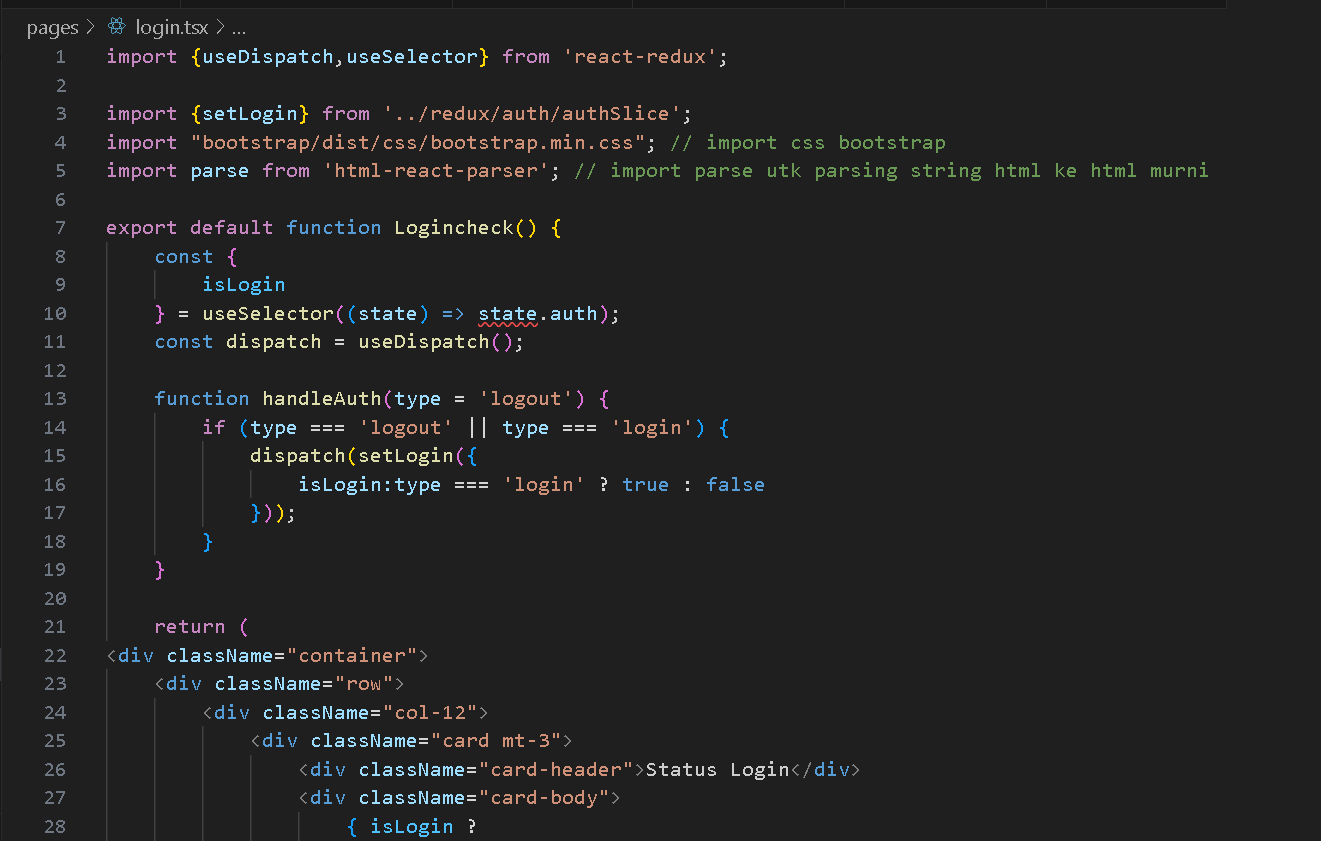 pages > login.tsx > ...
1 import {useDispatch,useSelector} from 'react-redux';
2
3 import {setLogin} from '../redux/auth/authSlice';
4 import "bootstrap/dist/css/bootstrap.min.css"; // import css bootstrap
5 import parse from 'html-react-parser'; // import parse utk parsing string html ke html murni
6
7 export default function Logincheck() {
8     const {
9         isLogin
10     } = useSelector((state) => state.auth);
11     const dispatch = useDispatch();
12
13     function handleAuth(type = 'logout') {
14         if (type === 'logout' || type === 'login') {
15             dispatch(setLogin({
16                 isLogin:type === 'login' ? true : false
17             }));
18         }
19     }
20
21     return (
22 <div className="container">
23     <div className="row">
24         <div className="col-12">
25             <div className="card mt-3">
26                 <div className="card-header">Status Login</div>
27                 <div className="card-body">
28                     { isLogin ?